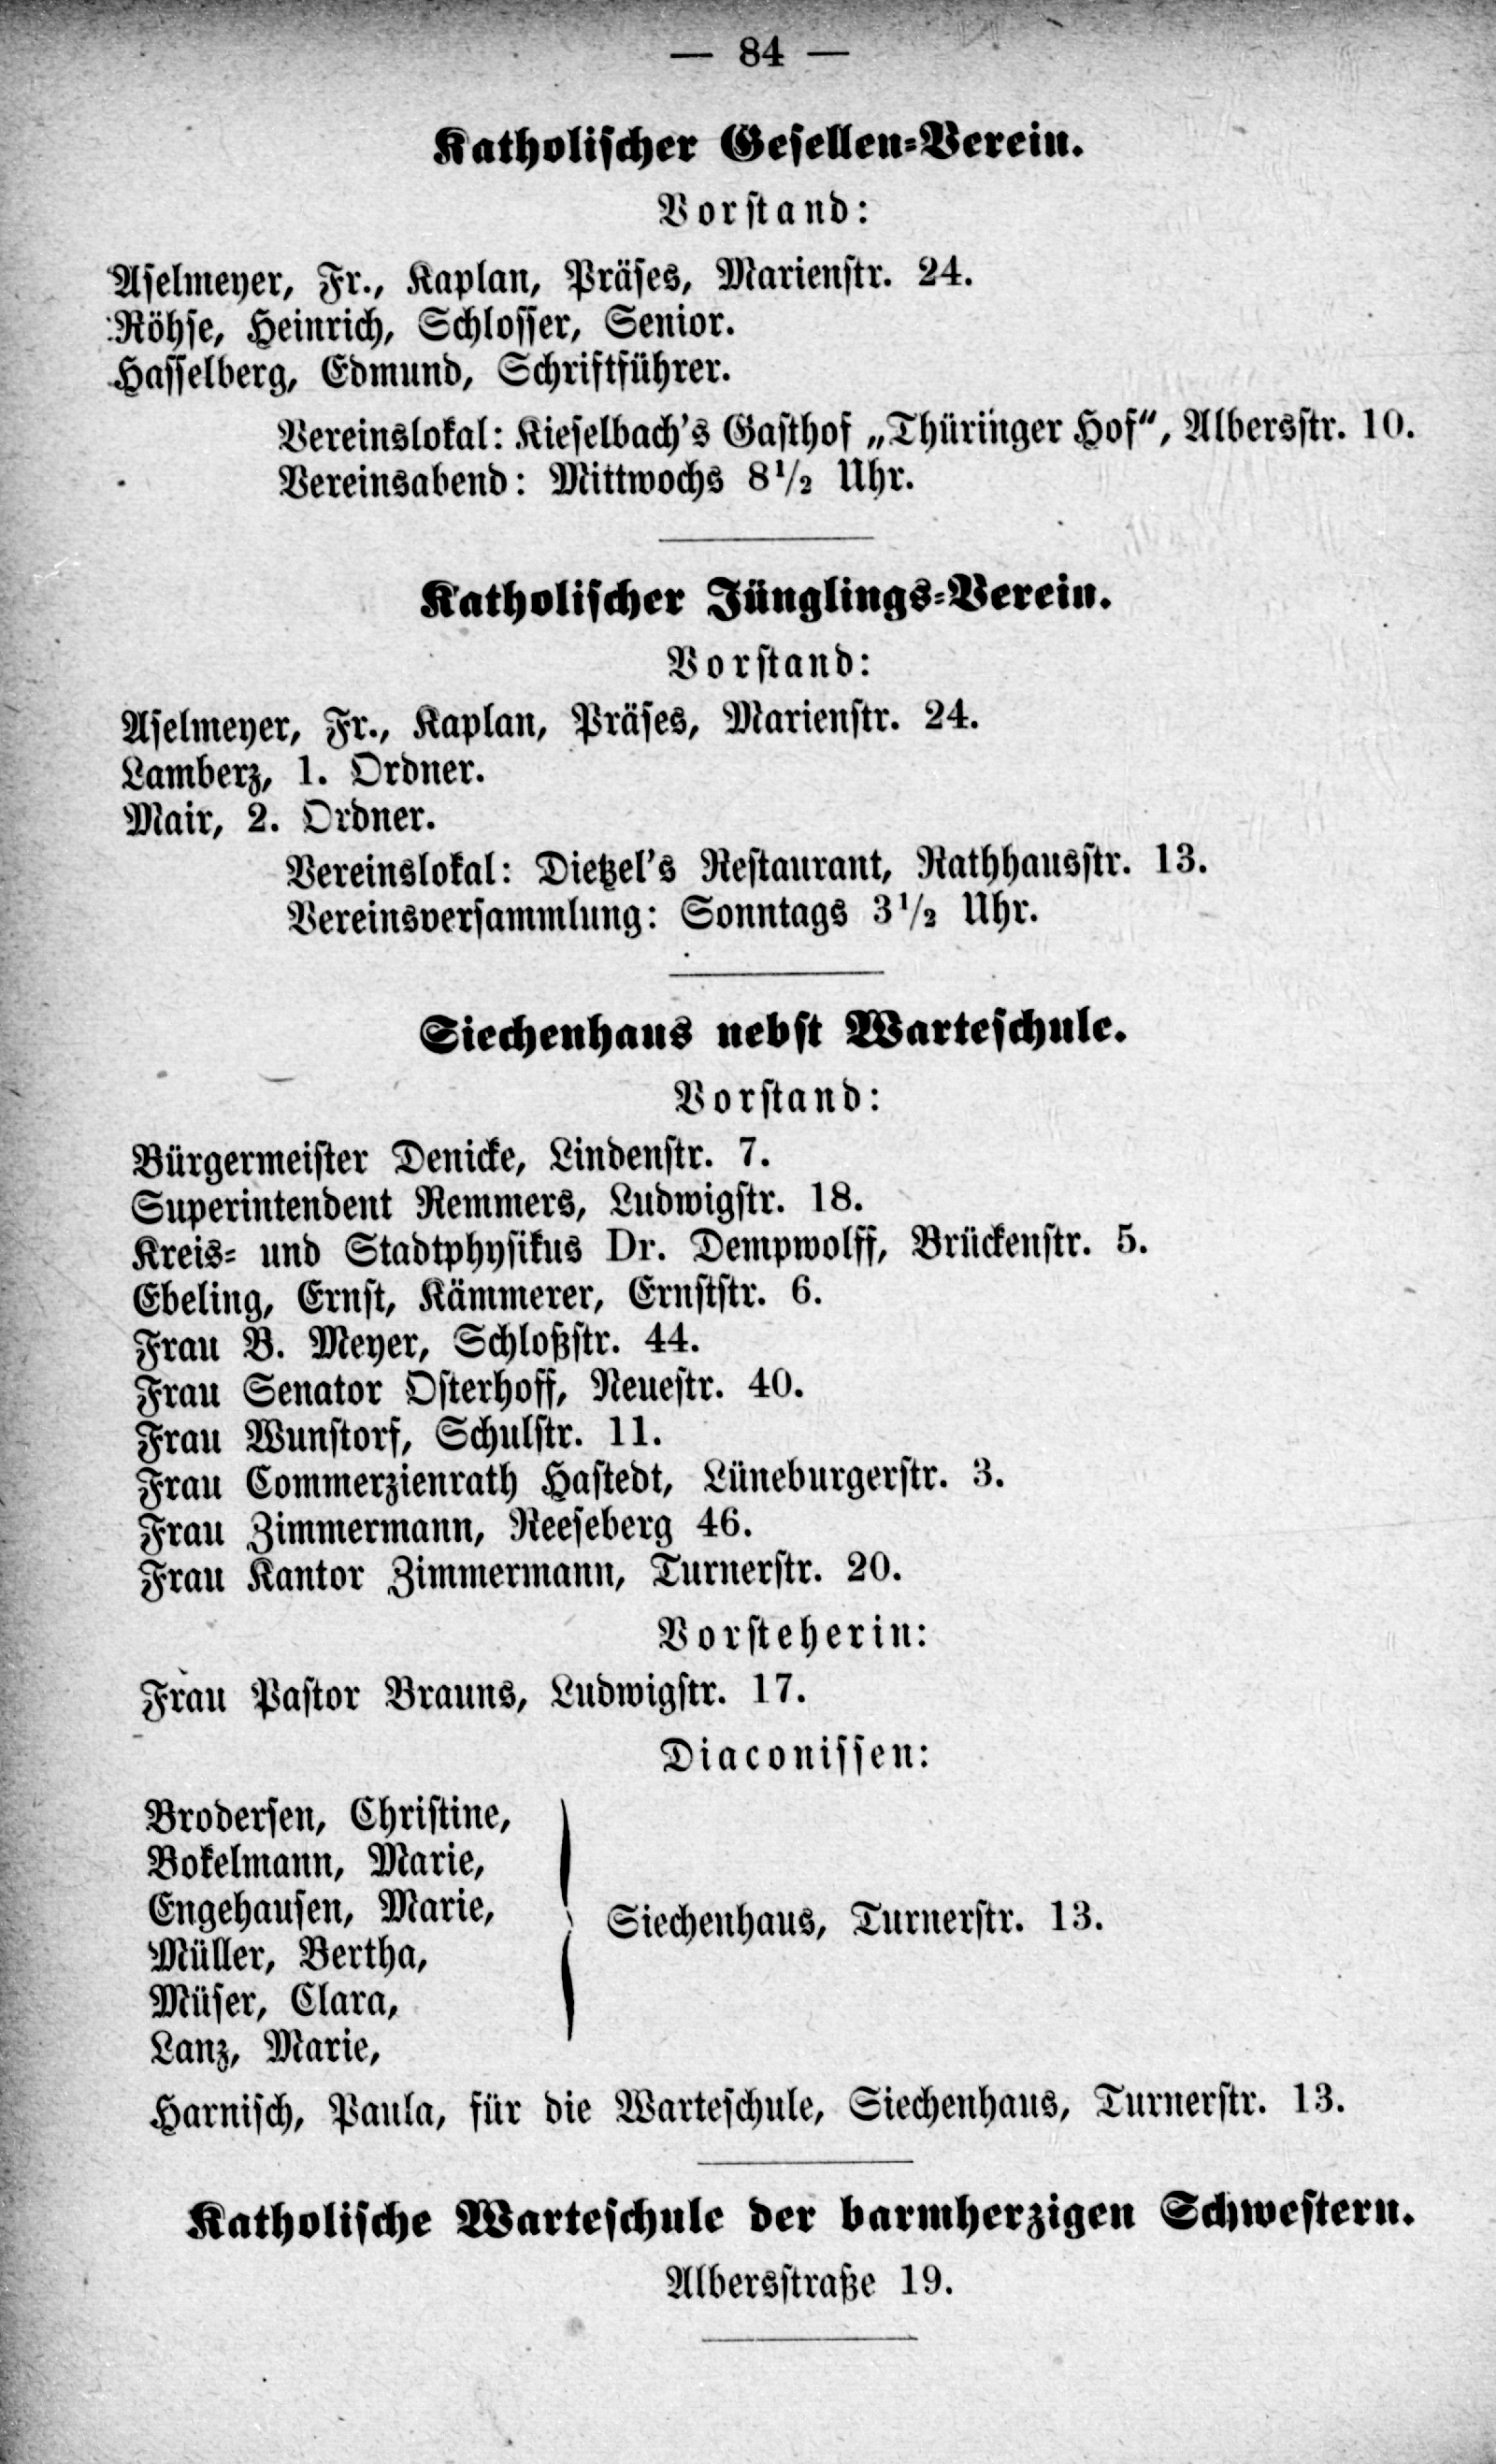 — 84 —
Katholischer Gesellen-Verein.
Vorstand:
Aselmeyer, Fr., Kaplan, Präses, Marienstr. 24.
Röhse, Heinrich, Schlosser, Senior.
Hasselberg, Edmund, Schriftführer.
Vereinslokal: Kieselbach's Gasthof „Thüringer Hof“, Albersstr. 10.
Vereinsabend: Mittwochs 8½ Uhr.
Katholischer Jünglings-Verein.
Vorstand:
Aselmeyer, Fr., Kaplan, Präses, Marienstr. 24.
Lamberz, 1. Ordner.
Mair, 2. Ordner.
Vereinslokal: Dietzel's Restaurant, Rathhausstr. 13.
Vereinsversammlung: Sonntags 3½ Uhr.
Siechenhaus nebst Warteschule.
Vorstand:
Bürgermeister Denicke, Lindenstr. 7.
Superintendent Remmers, Ludwigstr. 18.
Kreis- und Stadtphysikus Dr. Dempwolff, Brückenstr. 5.
Ebeling, Ernst, Kämmerer, Ernststr. 6.
Frau B. Meyer, Schloßstr. 44.
Frau Senator Osterhoff, Neuestr. 40.
Frau Wunstorf, Schulstr. 11.
Frau Commerzienrath Hastedt, Lüneburgerstr. 3.
Frau Zimmermann, Reeseberg 46.
Frau Kantor Zimmermann, Turnerstr. 20.
Vorsteherin:
Frau Pastor Brauns, Ludwigstr. 17.
Diaconissen:
Brodersen, Christine,
Bokelmann, Marie,
Engehausen, Marie,
Müller, Bertha,
Müser, Clara,
Lanz, Marie,
Siechenhaus, Turnerstr. 13.
Harnisch, Paula, für die Warteschule, Siechenhaus, Turnerstr. 13.
Katholische Warteschule der barmherzigen Schwestern.
Albersstraße 19.